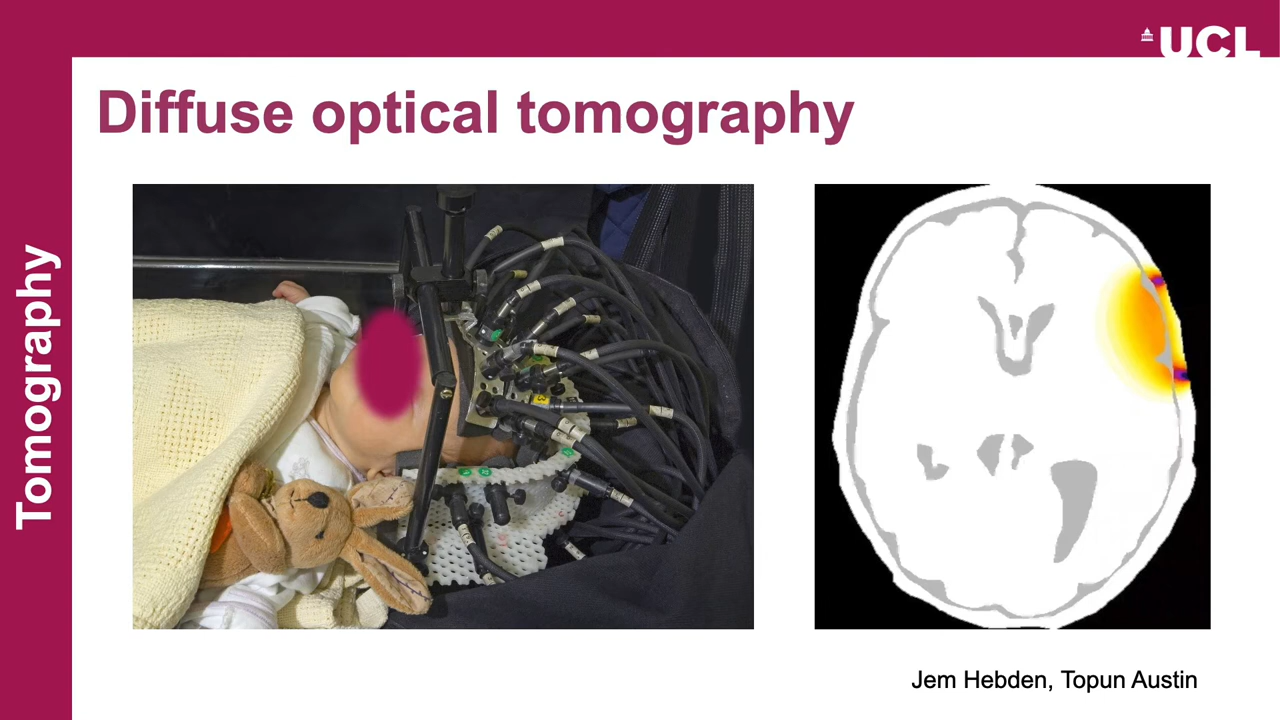 UCL
Diffuse optical tomography
Tomography
Jem Hebden, Topun Austin